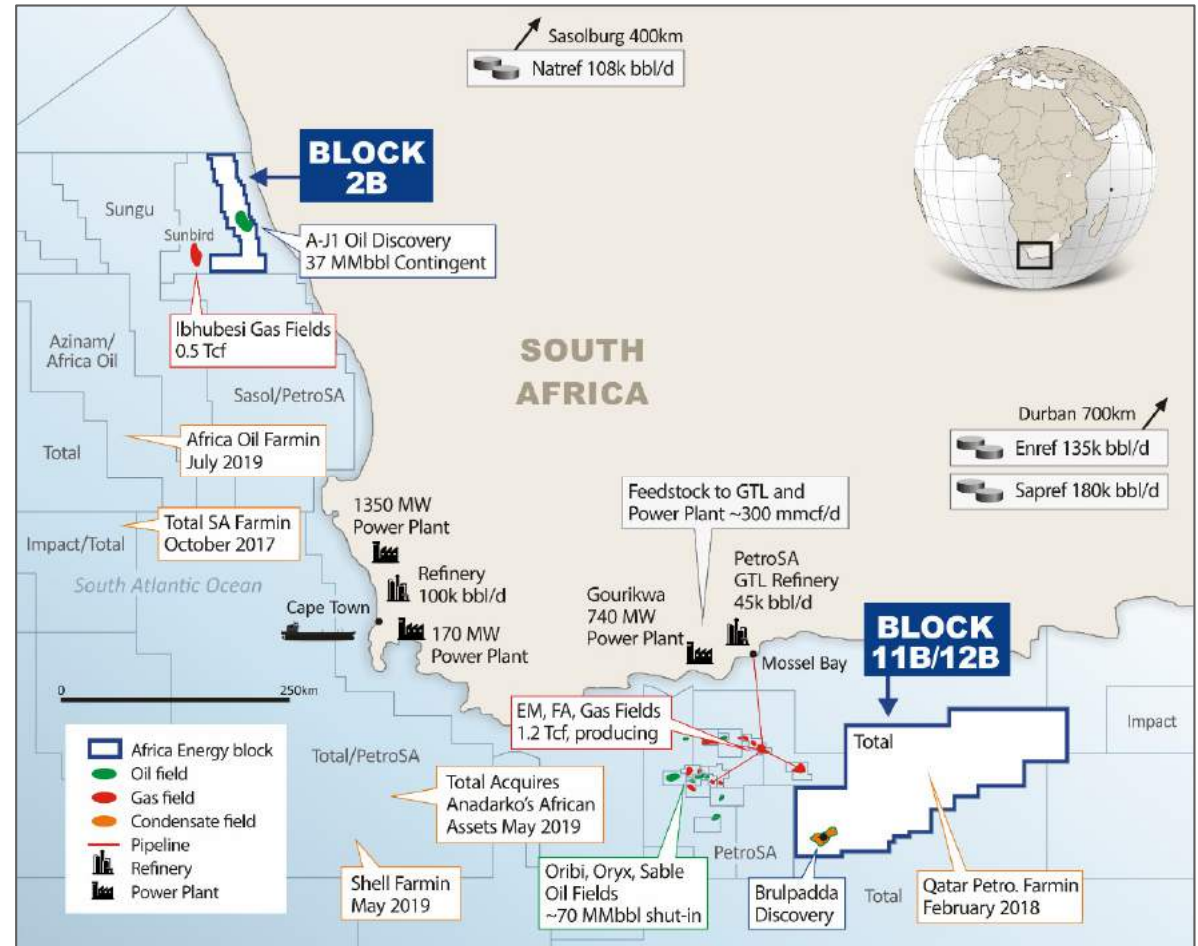 Sasolburg 400km
Natref 108k bbl/d
BLOCK
2B
Sungu
Sunbird
A-J1 Oil Discovery
37 MMbbl Contingent
Ibhubesi Gas Fields
0.5 Tcf
Azinam/
Africa Oil
SOUTH
AFRICA
Sasol/PetroSA
Durban 700km
Enref 135k bbl/d
Sapref 180k bbl/d
Total
Africa Oil Farmin
July 2019
1350 MW
Power Plant
Feedstock to GTL and
Power Plant ~300 mmcf/d
Total SA Farmin
October 2017
Impact/Total
South Atlantic Ocean
Refinery
100k bbl/d
PetroSA
GTL Refinery
45k bbl/d
Gourikwa
740 MW
Power Plant
Cape Town
170 MW
Power Plant
BLOCK
11B/12B
Mossel Bay
0
250km
EM, FA, Gas Fields
1.2 Tcf, producing
Total
Impact
Africa Energy block
Oil field
Gas field
Condensate field
Pipeline
Refinery
Power Plant
Total/PetroSA
Total Acquires
Anadarko's African
Assets May 2019
Shell Farmin
May 2019
Oribi, Oryx, Sable
Oil Fields
~70 MMbbl shut-in
PetroSA
Brulpadda
Discovery
Total
Qatar Petro. Farmin
February 2018